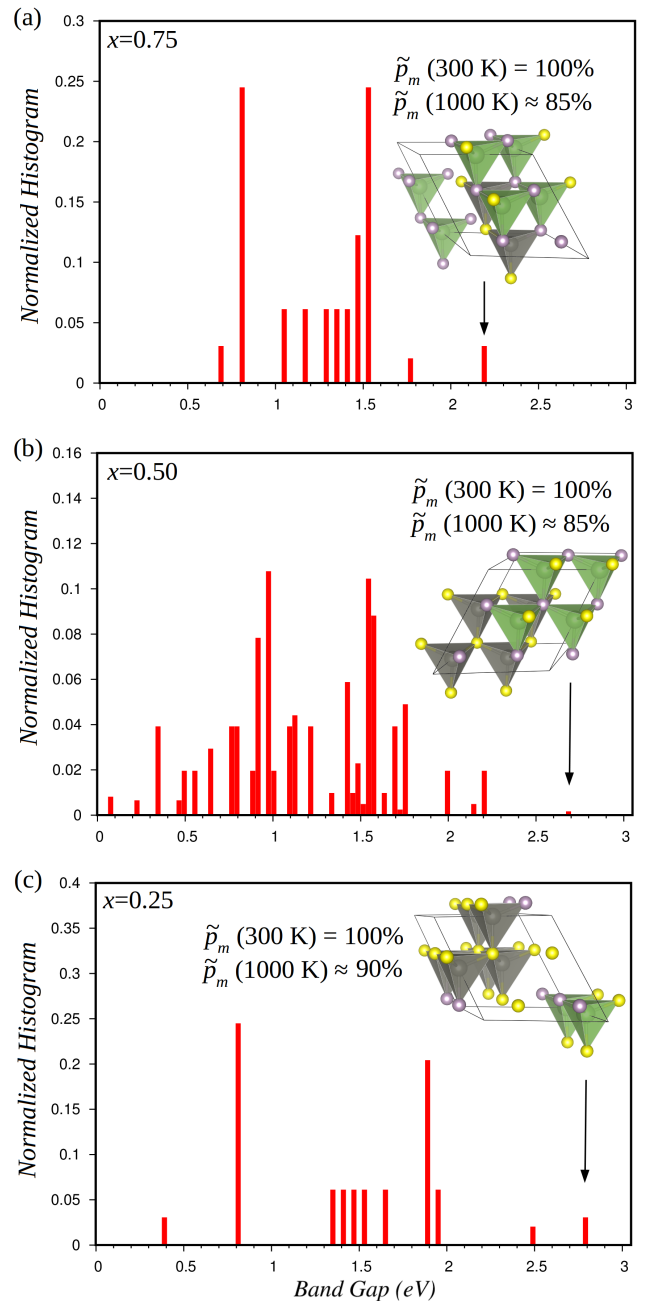 (a)
x=0.75
p̃m (300 K) = 100%
p̃m (1000 K) ≈ 85%
Normalized Histogram
0.3
0.25
0.2
0.15
0.1
0.05
0
0 0.5 1 1.5 2 2.5 3
(b)
x=0.50
p̃m (300 K) = 100%
p̃m (1000 K) ≈ 85%
Normalized Histogram
0.16
0.14
0.12
0.1
0.08
0.06
0.04
0.02
0
0 0.5 1 1.5 2 2.5 3
(c)
x=0.25
p̃m (300 K) = 100%
p̃m (1000 K) ≈ 90%
Normalized Histogram
0.4
0.35
0.3
0.25
0.2
0.15
0.1
0.05
0
0 0.5 1 1.5 2 2.5 3
Band Gap (eV)